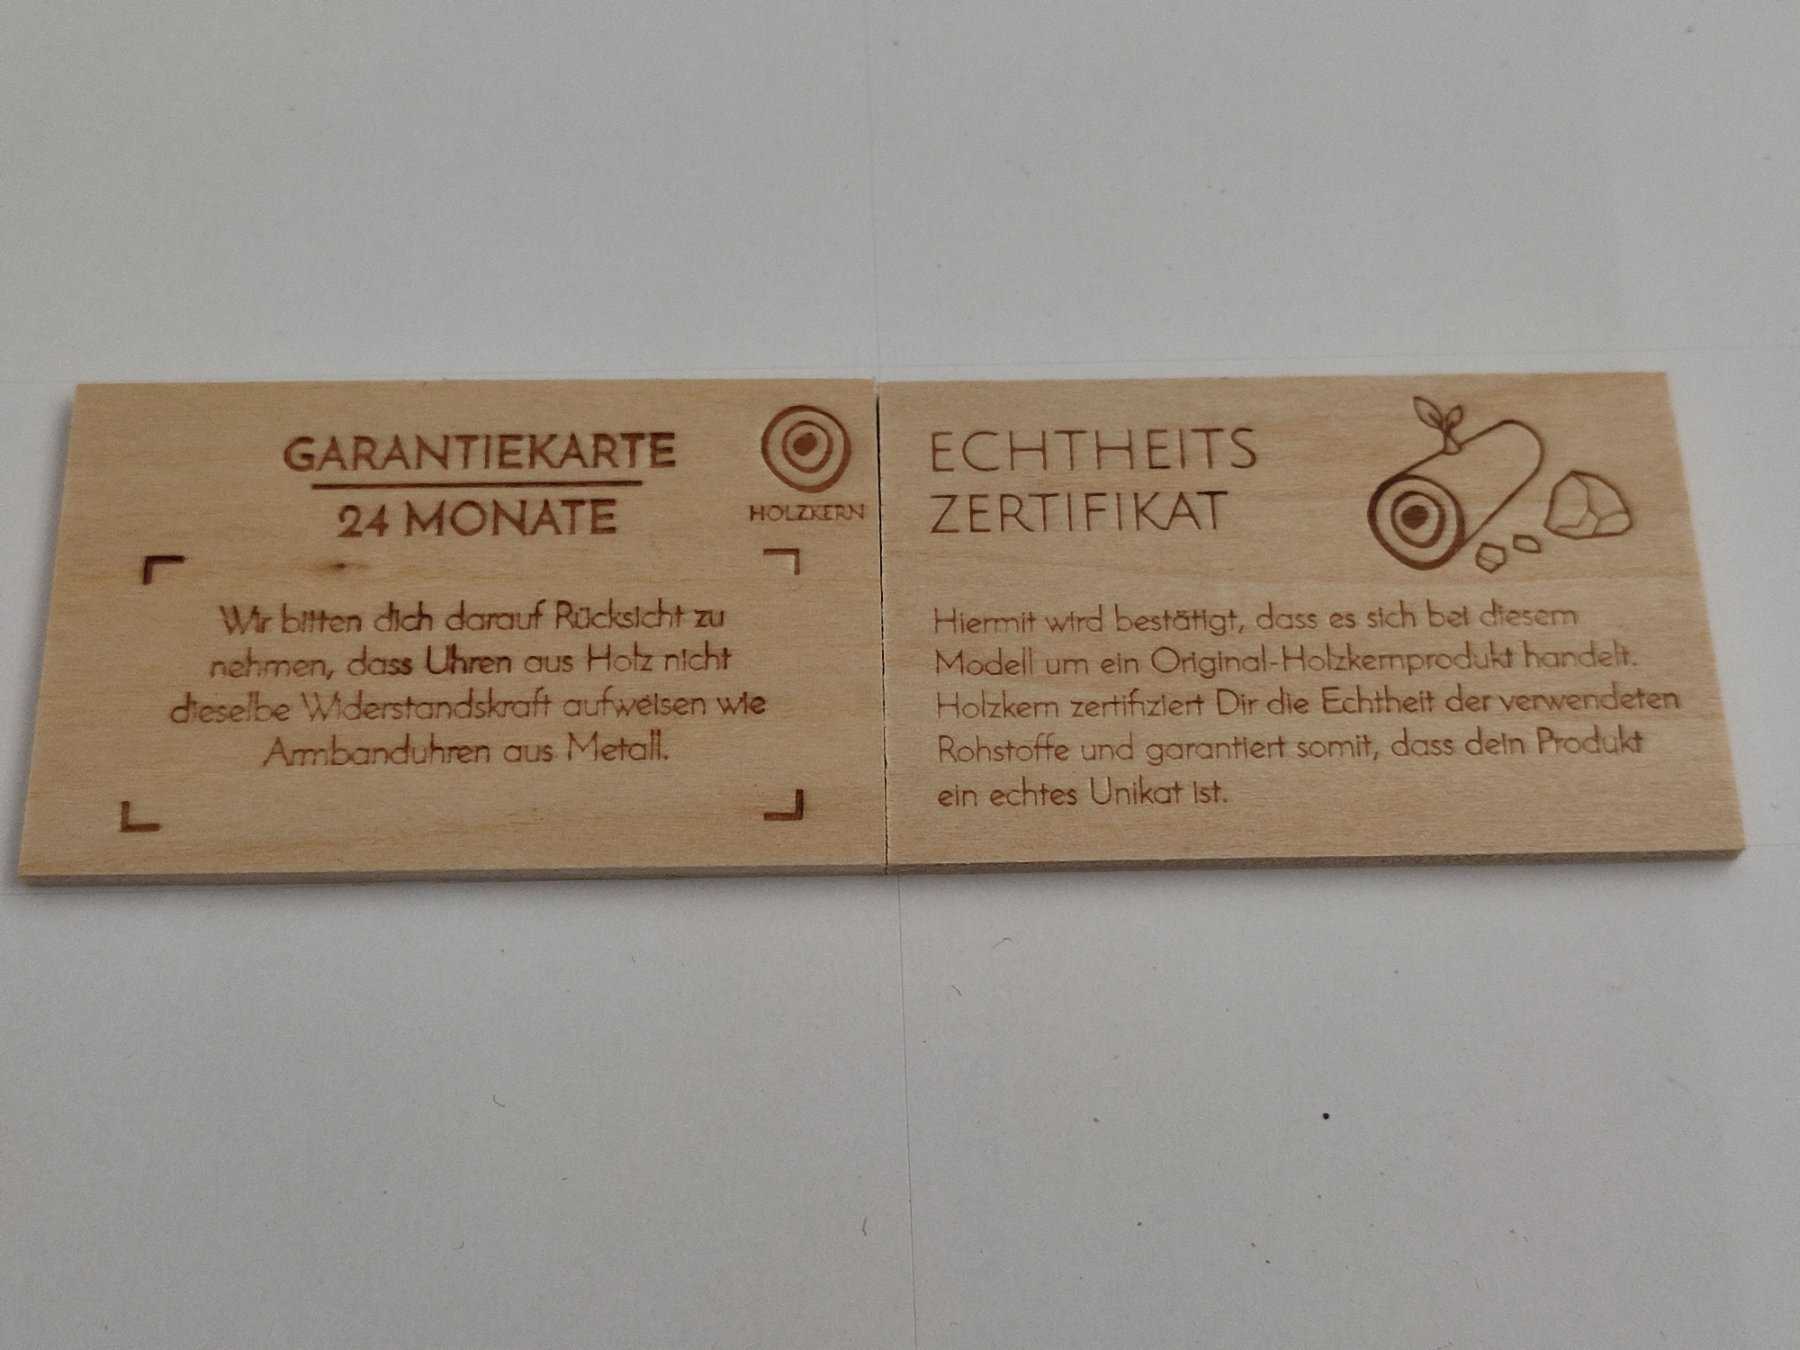 GARANTIEKARTE
24 MONATE
HOLZKERN
Wir bitten dich darauf Rücksicht zu
nehmen, dass Uhren aus Holz nicht
dieselbe Widerstandskraft aufweisen wie
Armbanduhren aus Metall.
ECHTHEITS
ZERTIFIKAT
Hiermit wird bestätigt, dass es sich bei diesem
Modell um ein Original-Holzkernprodukt handelt.
Holzkern zertifiziert Dir die Echtheit der verwendeten
Rohstoffe und garantiert somit, dass dein Produkt
ein echtes Unikat ist.